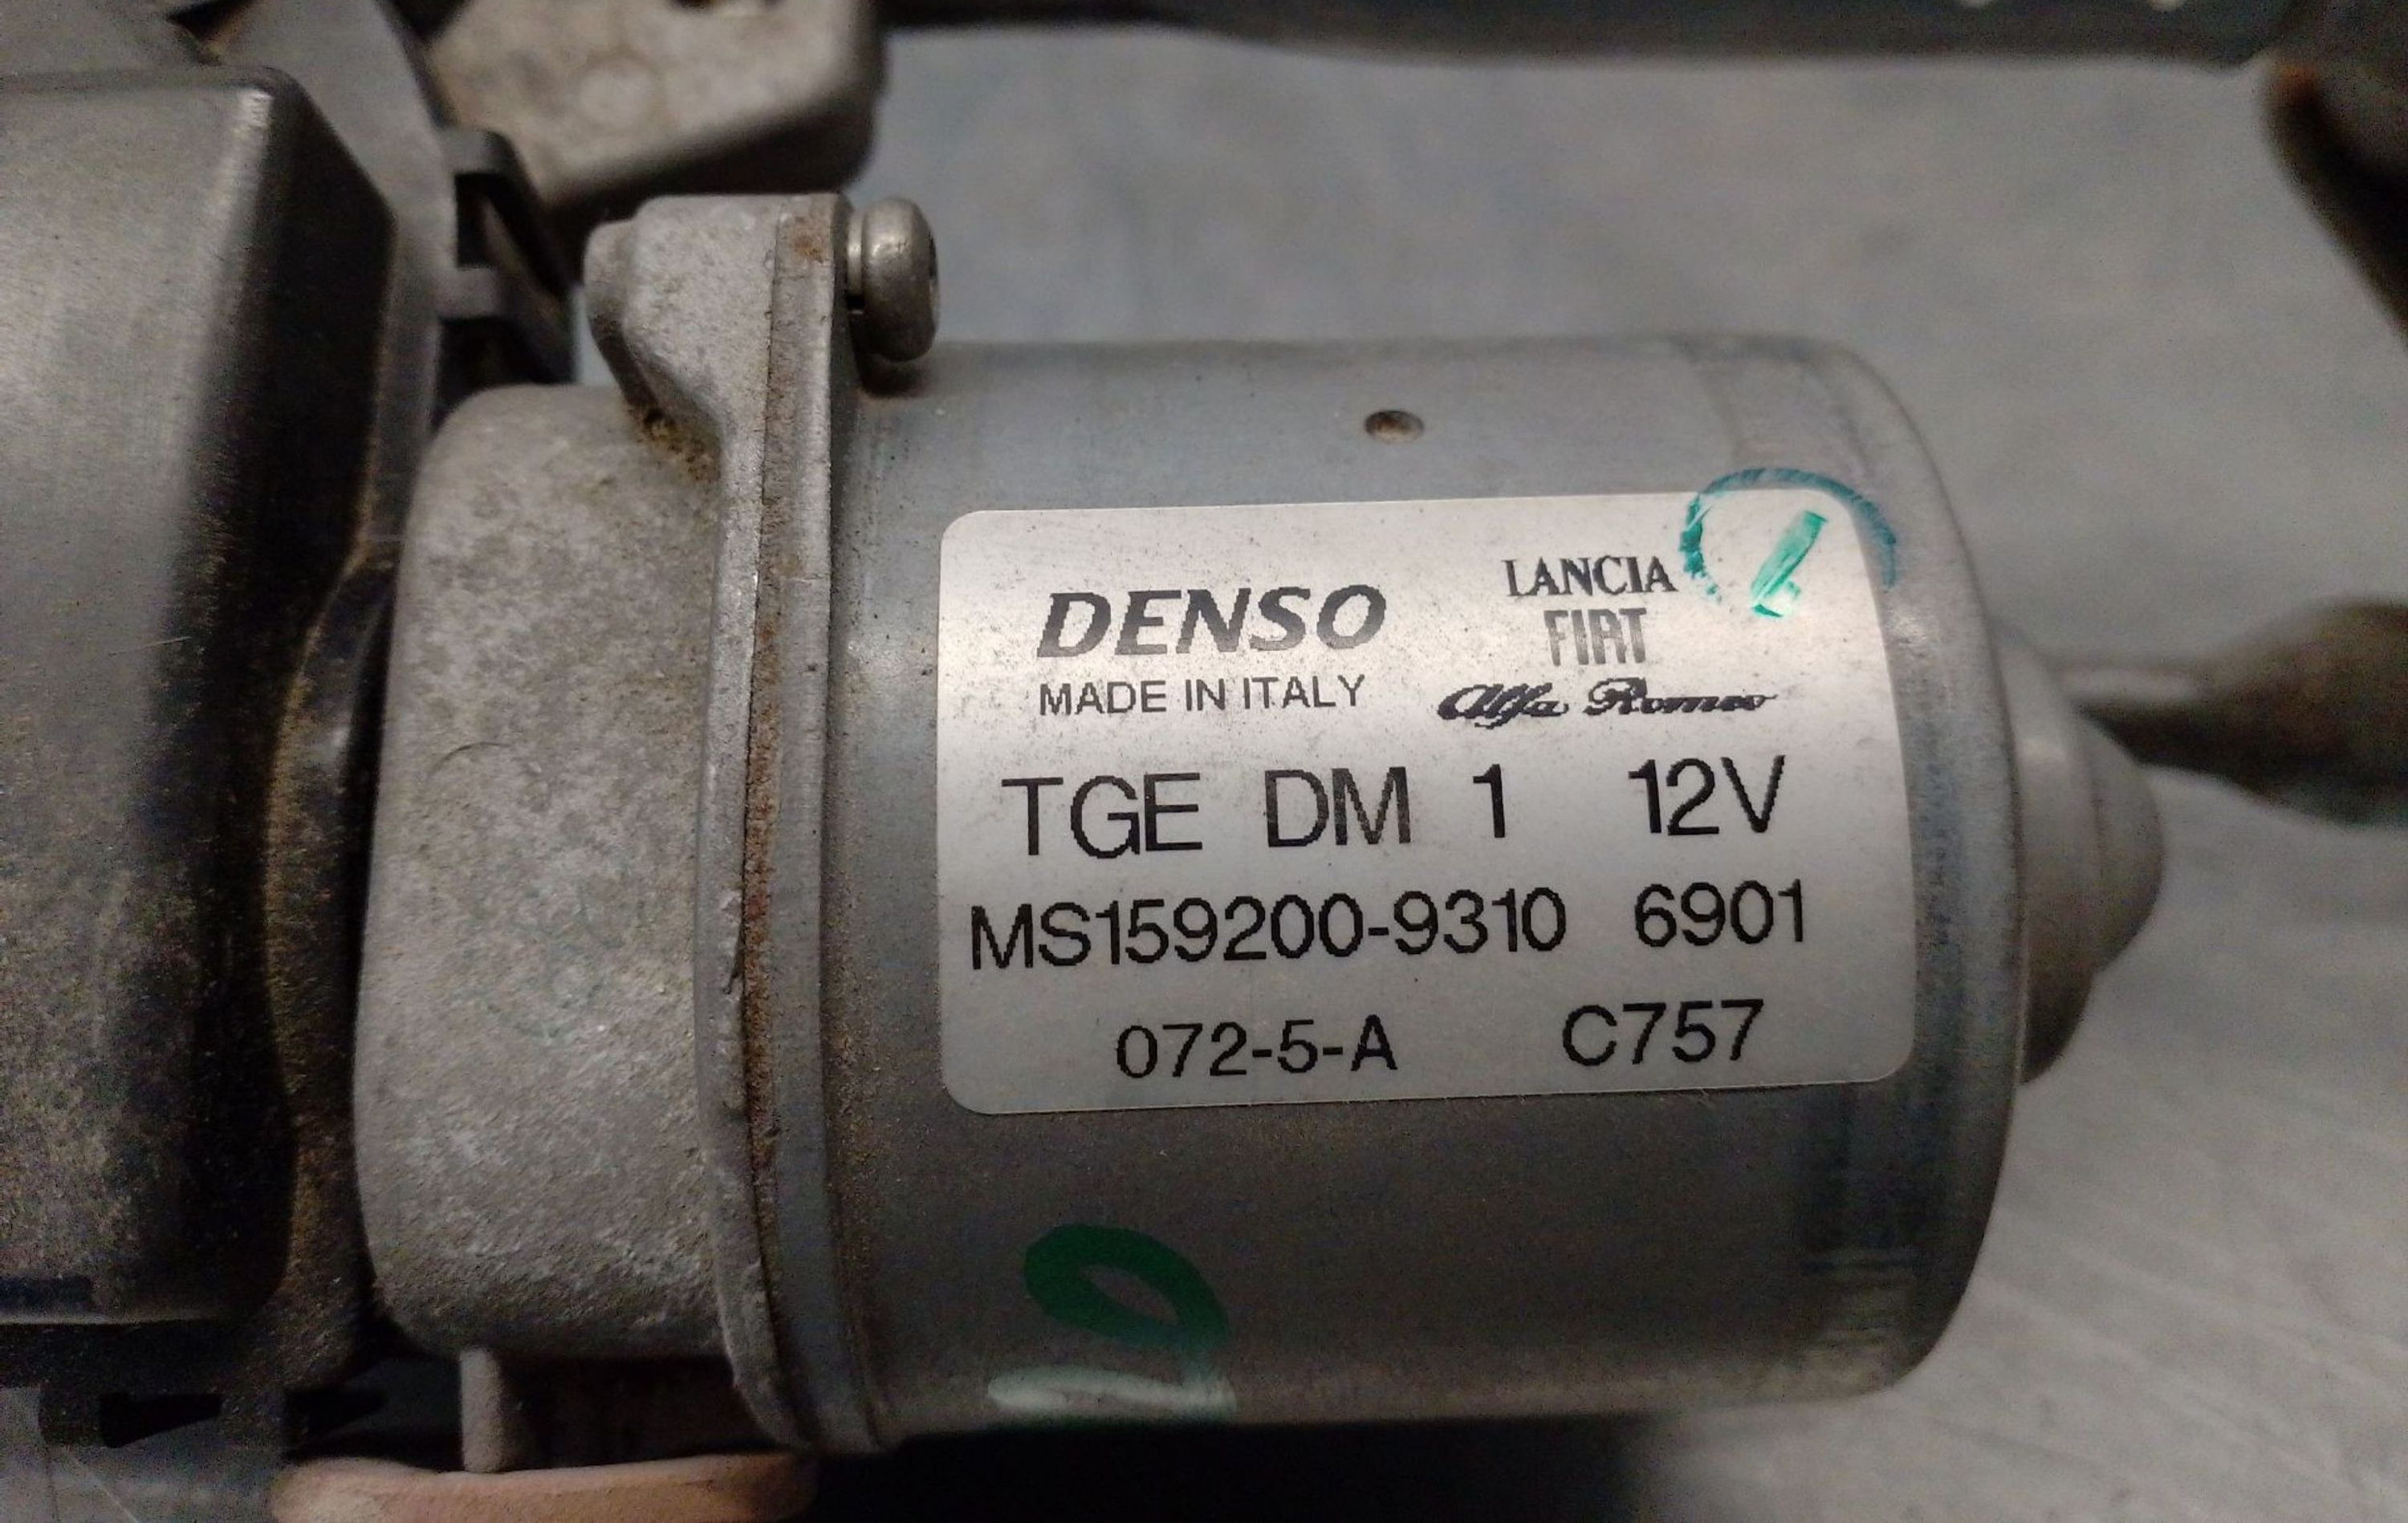 DENSO
MADE IN ITALY
LANCIA
FIAT
Alfa Romeo
TGE DM 1 12V
MS159200-9310 6901
072-5-A C757